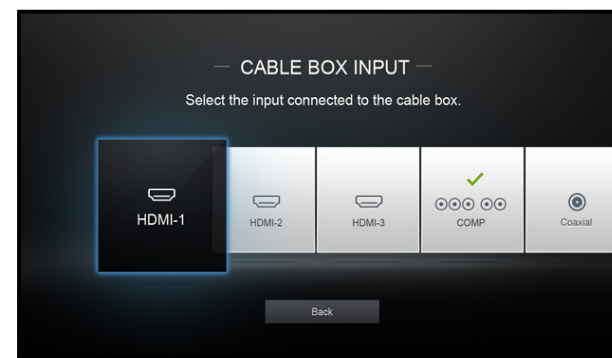 CABLE BOX INPUT
Select the input connected to the cable box.
HDMI-1
HDMI-2
HDMI-3
COMP
Coaxial
Back